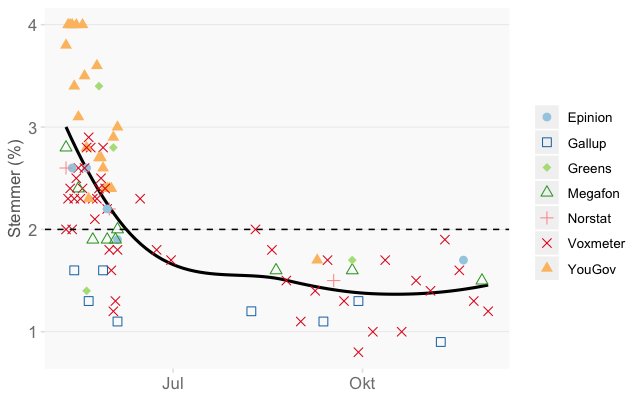 4
3
2
1
Stemmer (%)
Jul
Okt
Epinion
Gallup
Greens
Megafon
Norstat
Voxmeter
YouGov